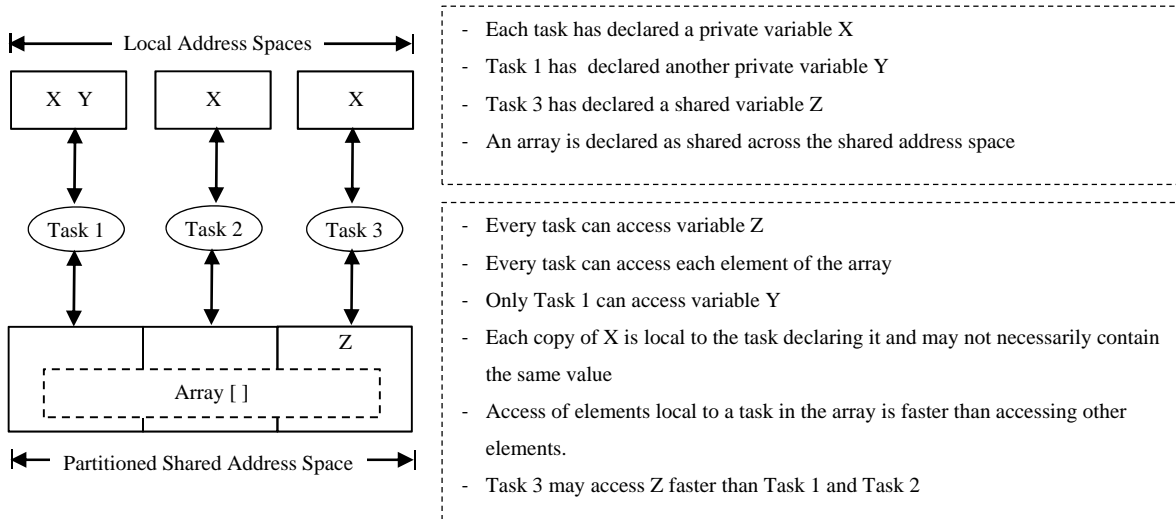 Local Address Spaces
X Y
X
X
Task 1
Task 2
Task 3
Z
Array [ ]
Partitioned Shared Address Space
- Each task has declared a private variable X
- Task 1 has declared another private variable Y
- Task 3 has declared a shared variable Z
- An array is declared as shared across the shared address space
- Every task can access variable Z
- Every task can access each element of the array
- Only Task 1 can access variable Y
- Each copy of X is local to the task declaring it and may not necessarily contain
the same value
- Access of elements local to a task in the array is faster than accessing other
elements.
- Task 3 may access Z faster than Task 1 and Task 2